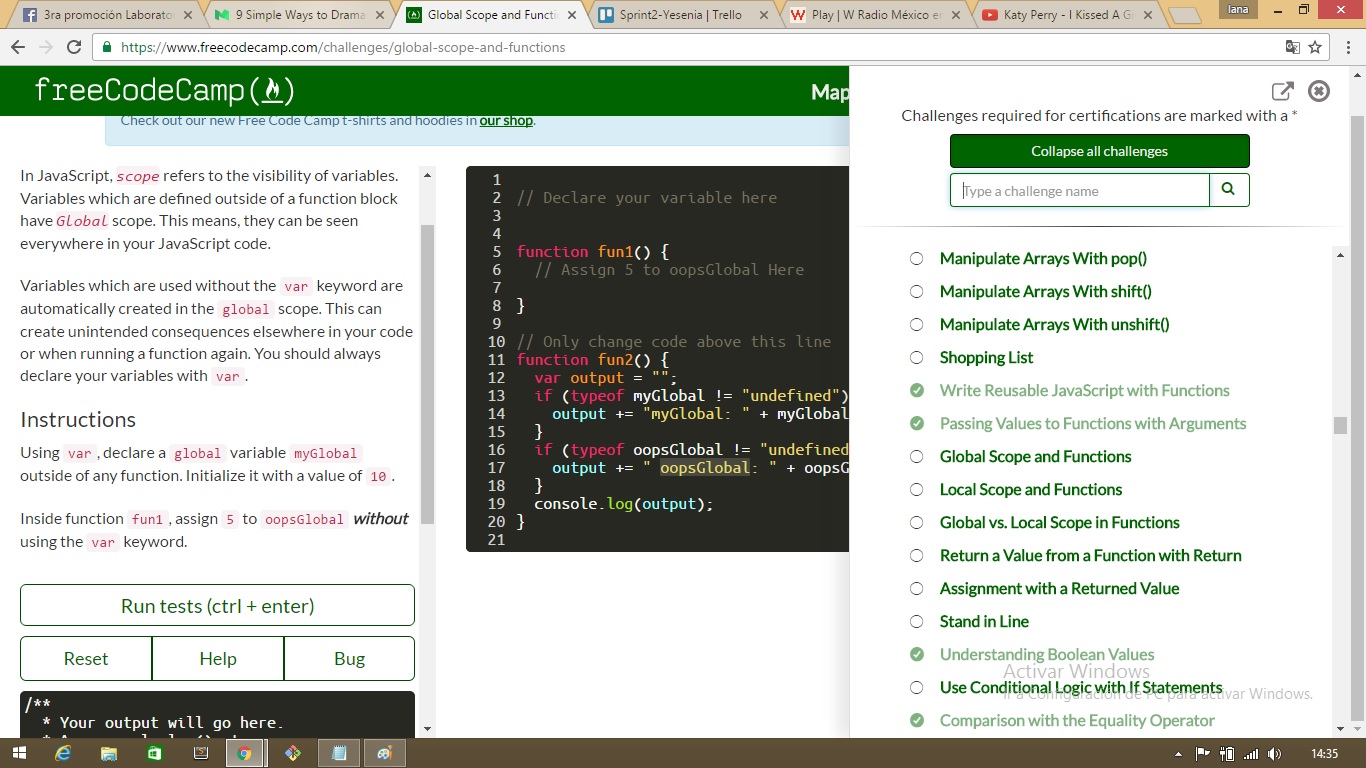 3ra promoción Laborato
9 Simple Ways to Drama
Global Scope and Functi
Sprint2-Yesenia | Trello
Play | W Radio México e
Katy Perry - I Kissed A G
Iana
https://www.freecodecamp.com/challenges/global-scope-and-functions
freeCodeCamp
Map
Check out our new Free Code Camp t-shirts and hoodies in our shop.
In JavaScript, scope refers to the visibility of variables.
Variables which are defined outside of a function block
have Global scope. This means, they can be seen
everywhere in your JavaScript code.
Variables which are used without the var keyword are
automatically created in the global scope. This can
create unintended consequences elsewhere in your code
or when running a function again. You should always
declare your variables with var .
Instructions
Using var , declare a global variable myGlobal
outside of any function. Initialize it with a value of 10 .
Inside function fun1 , assign 5 to oopsGlobal without
using the var keyword.
Run tests (ctrl + enter)
Reset Help Bug
/**
* Your output will go here.
1
2 // Declare your variable here
3
4
5 function fun1() {
6 // Assign 5 to oopsGlobal Here
7
8 }
9
10 // Only change code above this line
11 function fun2() {
12 var output = "";
13 if (typeof myGlobal != "undefined")
14 output += "myGlobal: " + myGlobal
15 }
16 if (typeof oopsGlobal != "undefined
17 output += " oopsGlobal: " + oopsG
18 }
19 console.log(output);
20 }
21
Challenges required for certifications are marked with a *
Collapse all challenges
Type a challenge name
Manipulate Arrays With pop()
Manipulate Arrays With shift()
Manipulate Arrays With unshift()
Shopping List
Write Reusable JavaScript with Functions
Passing Values to Functions with Arguments
Global Scope and Functions
Local Scope and Functions
Global vs. Local Scope in Functions
Return a Value from a Function with Return
Assignment with a Returned Value
Stand in Line
Understanding Boolean Values
Use Conditional Logic with If Statements
Comparison with the Equality Operator
Activar Windows
Ir a Configuración de PC para activar Windows.
14:35